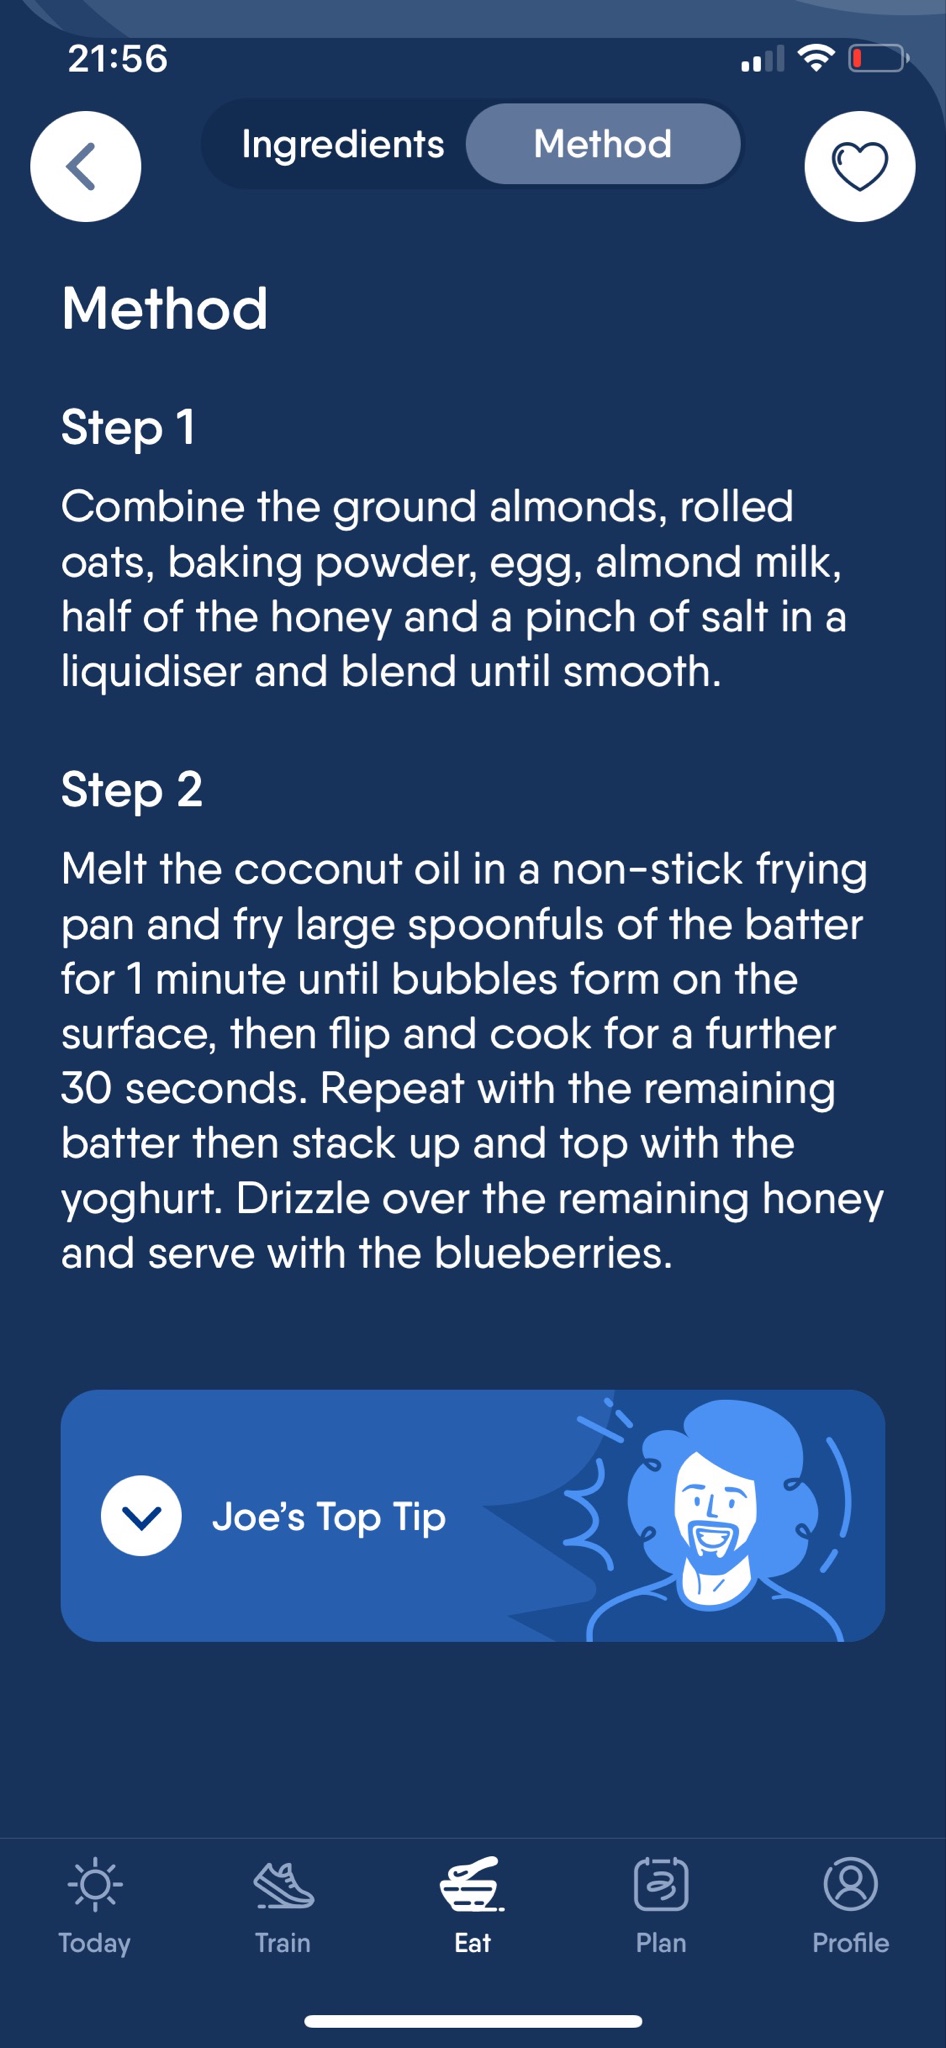 21:56
Ingredients
Method
Method
Step 1
Combine the ground almonds, rolled
oats, baking powder, egg, almond milk,
half of the honey and a pinch of salt in a
liquidiser and blend until smooth.
Step 2
Melt the coconut oil in a non-stick frying
pan and fry large spoonfuls of the batter
for 1 minute until bubbles form on the
surface, then flip and cook for a further
30 seconds. Repeat with the remaining
batter then stack up and top with the
yoghurt. Drizzle over the remaining honey
and serve with the blueberries.
Joe’s Top Tip
Today
Train
Eat
Plan
Profile